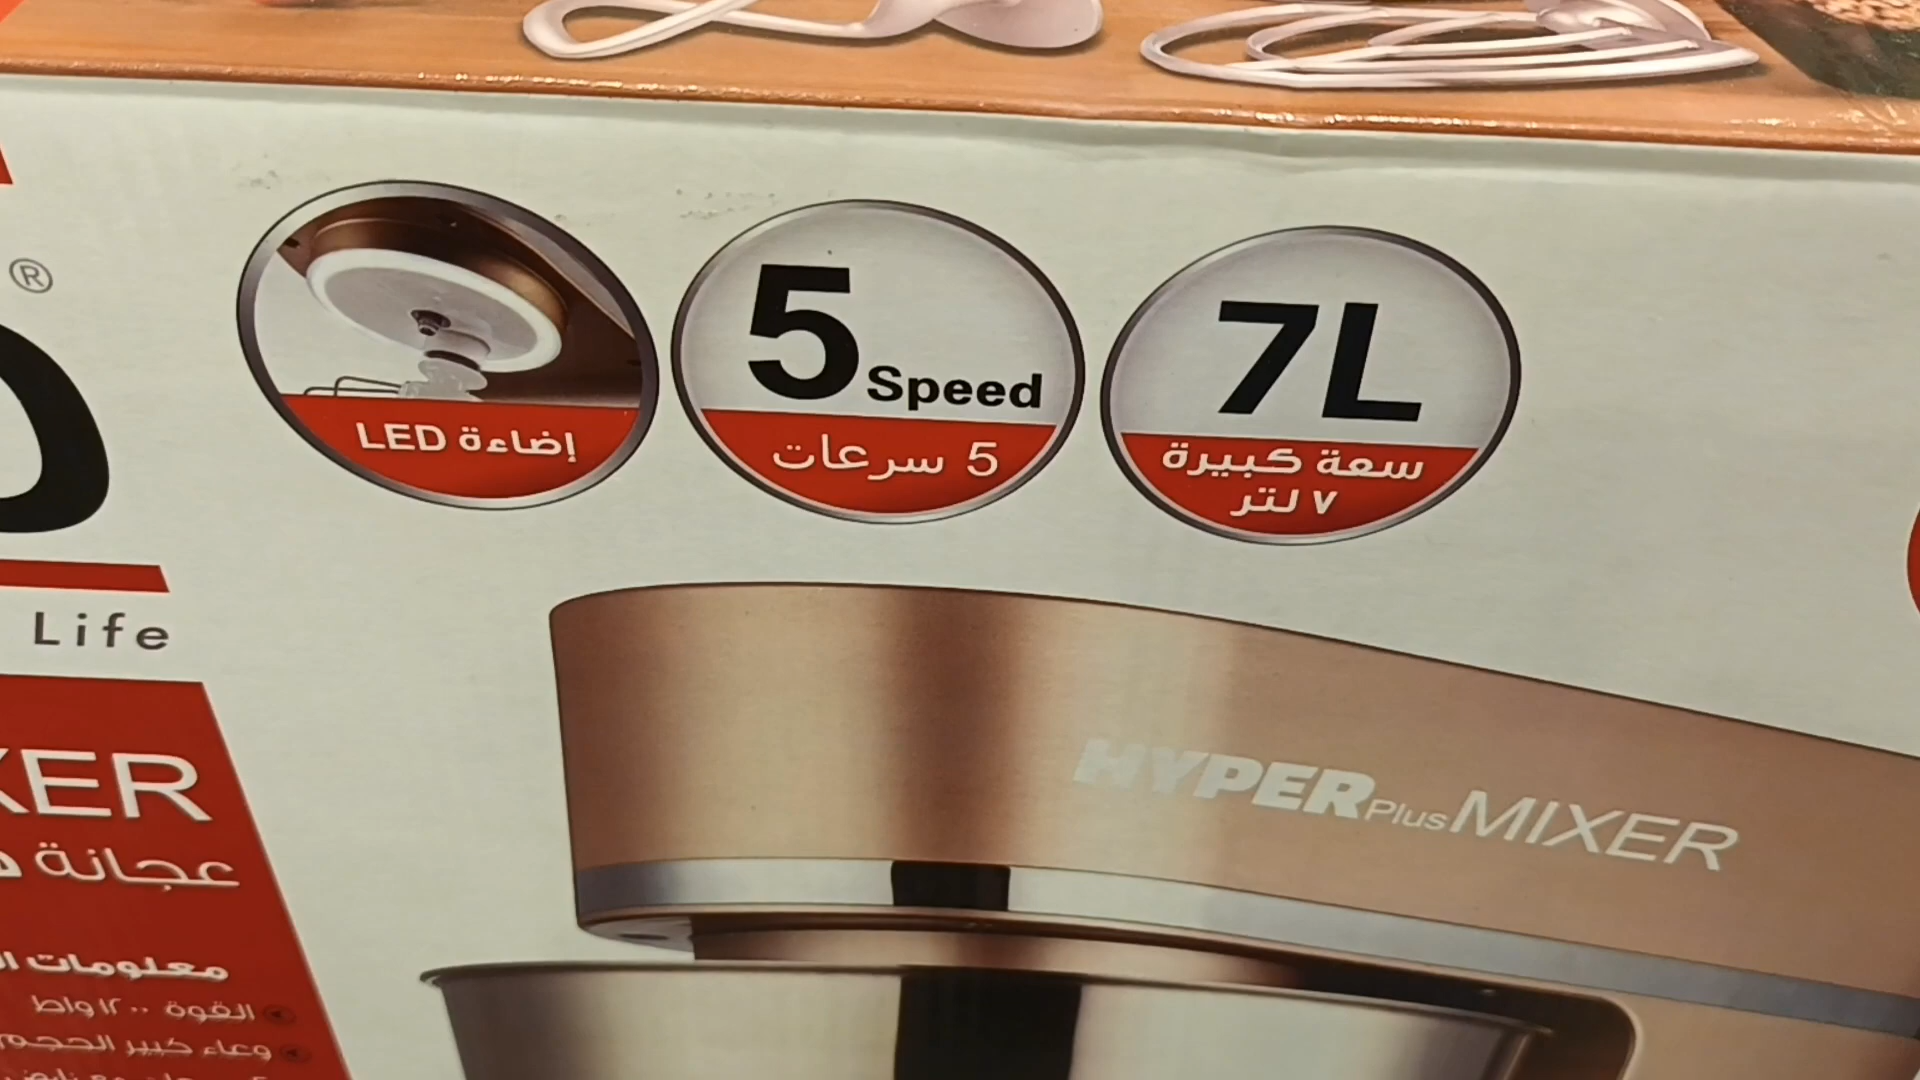 ®
Life
إضاءة LED
5 Speed
5 سرعات
7L
سعة كبيرة
٧ لتر
HYPER Plus MIXER
XER
عجانة
معلومات
القوة ١٢٠٠ واط
وعاء كبير الحجم